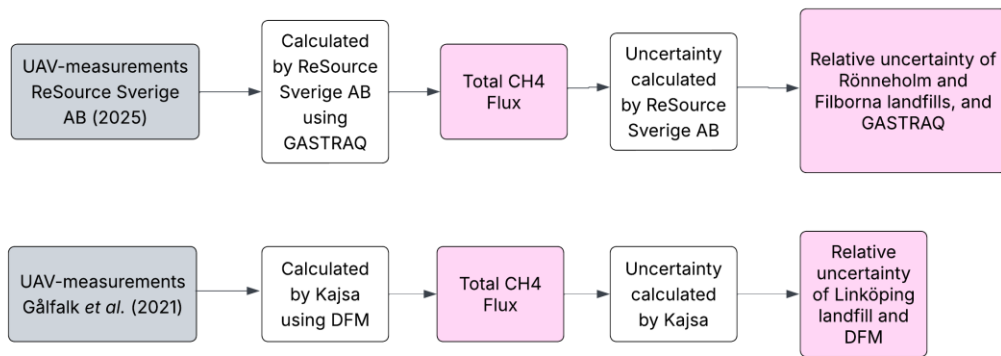 UAV-measurements
ReSource Sverige
AB (2025)
Calculated
by ReSource
Sverige AB
using
GASTRAQ
Total CH4
Flux
Uncertainty
calculated
by ReSource
Sverige AB
Relative uncertainty of
Rönneholm and
Filborna landfills, and
GASTRAQ
UAV-measurements
Gålfalk et al. (2021)
Calculated
by Kajsa
using DFM
Total CH4
Flux
Uncertainty
calculated
by Kajsa
Relative
uncertainty
of Linköping
landfill and
DFM